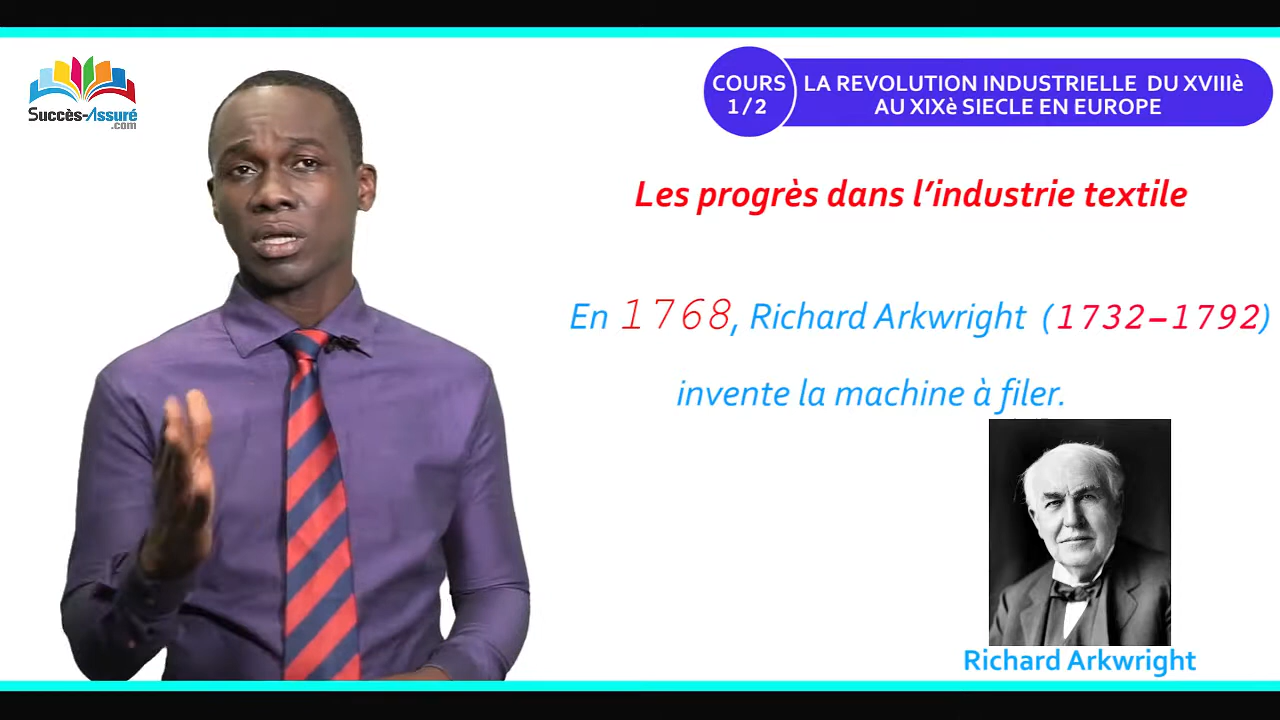 Succès-Assuré
.com
COURS
1/2
LA REVOLUTION INDUSTRIELLE DU XVIIIè
AU XIXè SIECLE EN EUROPE
Les progrès dans l’industrie textile
En 1768, Richard Arkwright (1732–1792)
invente la machine à filer.
Richard Arkwright